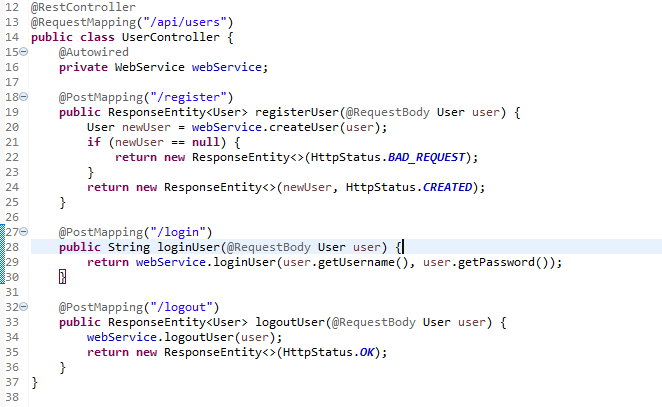 12 @RestController
13 @RequestMapping("/api/users")
14 public class UserController {
15     @Autowired
16     private WebService webService;
17
18     @PostMapping("/register")
19     public ResponseEntity<User> registerUser(@RequestBody User user) {
20         User newUser = webService.createUser(user);
21         if (newUser == null) {
22             return new ResponseEntity<>(HttpStatus.BAD_REQUEST);
23         }
24         return new ResponseEntity<>(newUser, HttpStatus.CREATED);
25     }
26
27     @PostMapping("/login")
28     public String loginUser(@RequestBody User user) {
29         return webService.loginUser(user.getUsername(), user.getPassword());
30     }
31
32     @PostMapping("/logout")
33     public ResponseEntity<User> logoutUser(@RequestBody User user) {
34         webService.logoutUser(user);
35         return new ResponseEntity<>(HttpStatus.OK);
36     }
37 }
38